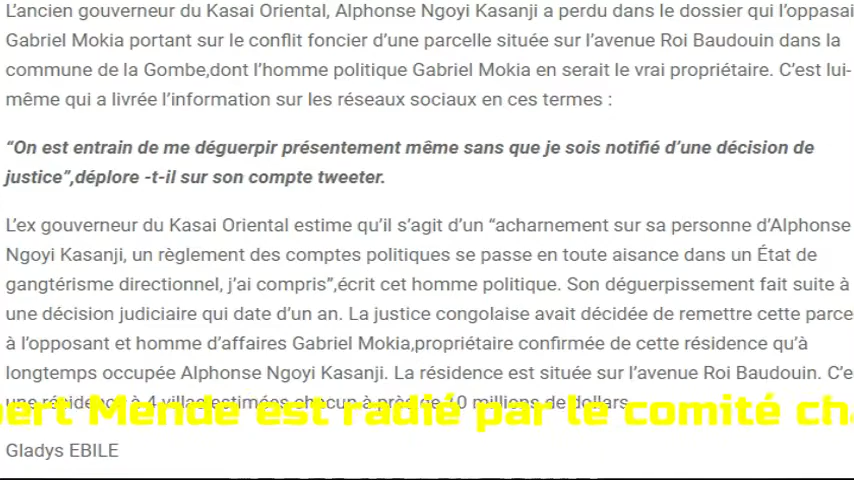 L’ancien gouverneur du Kasai Oriental, Alphonse Ngoyi Kasanji a perdu dans le dossier qui l’oppasai
Gabriel Mokia portant sur le conflit foncier d’une parcelle située sur l’avenue Roi Baudouin dans la
commune de la Gombe,dont l’homme politique Gabriel Mokia en serait le vrai propriétaire. C’est lui-
même qui a livrée l’information sur les réseaux sociaux en ces termes :
“On est entrain de me déguerpir présentement même sans que je sois notifié d’une décision de
justice”,déplore -t-il sur son compte tweeter.
L’ex gouverneur du Kasai Oriental estime qu’il s’agit d’un “acharnement sur sa personne d’Alphonse
Ngoyi Kasanji, un règlement des comptes politiques se passe en toute aisance dans un État de
gangtérisme directionnel, j’ai compris”,écrit cet homme politique. Son déguerpissement fait suite à
une décision judiciaire qui date d’un an. La justice congolaise avait décidée de remettre cette parce
à l’opposant et homme d’affaires Gabriel Mokia,propriétaire confirmée de cette résidence qu’à
longtemps occupée Alphonse Ngoyi Kasanji. La résidence est située sur l’avenue Roi Baudouin. C’e
une résidence à 4 villas estimées chacun à près de 10 millions de dollars
bert Mende est radié par le comité ch
Gladys EBILE